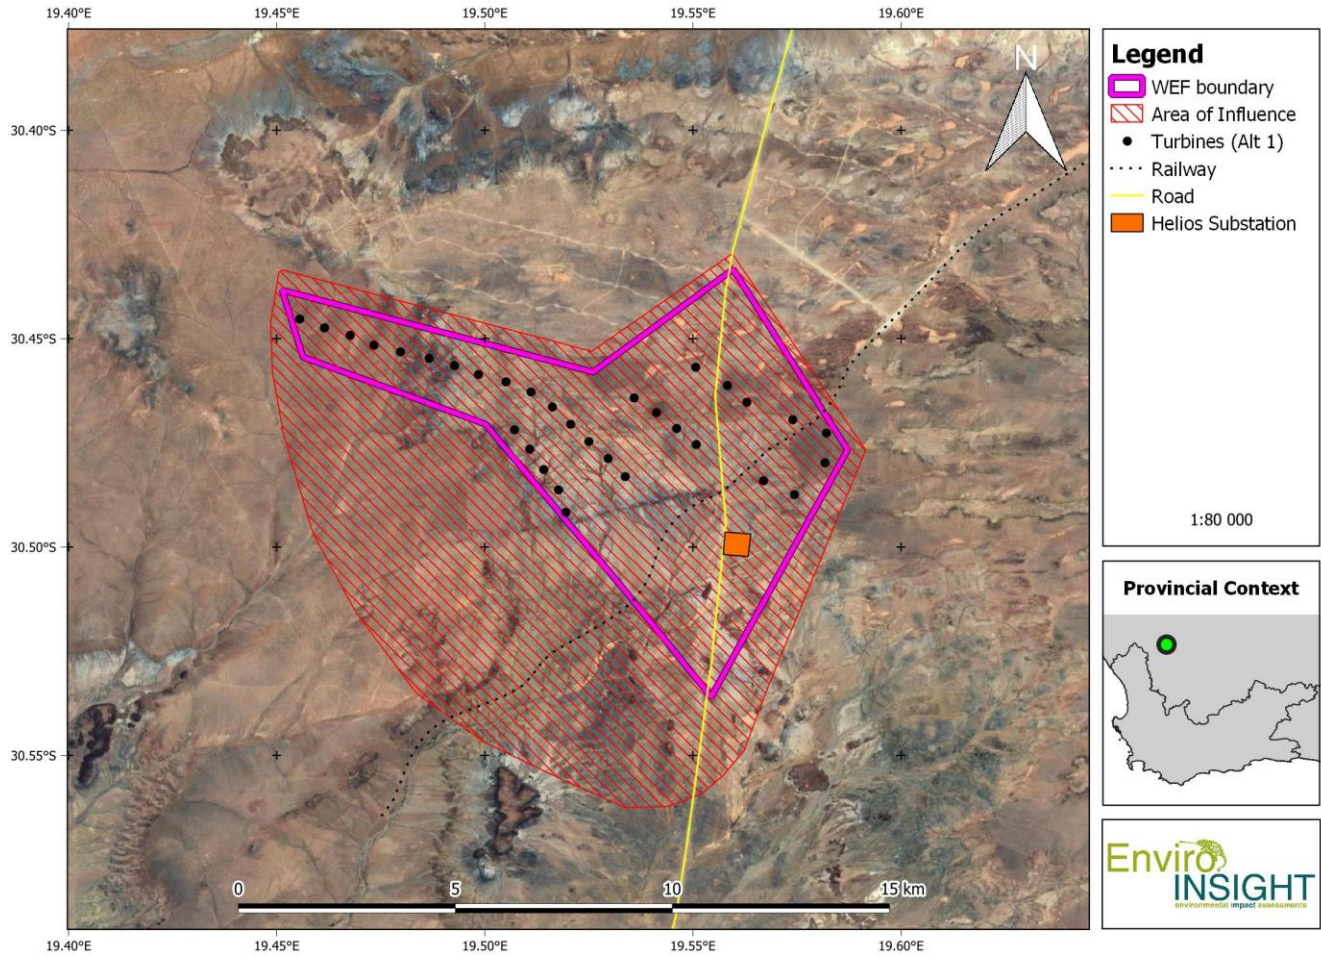 19.40°E
19.45°E
19.50°E
19.55°E
19.60°E
30.40°S
30.45°S
30.50°S
30.55°S
N
0
5
10
15 km
19.40°E
19.45°E
19.50°E
19.55°E
19.60°E
Legend
WEF boundary
Area of Influence
Turbines (Alt 1)
Railway
Road
Helios Substation
1:80 000
Provincial Context
Enviro
INSIGHT
environmental impact assessments